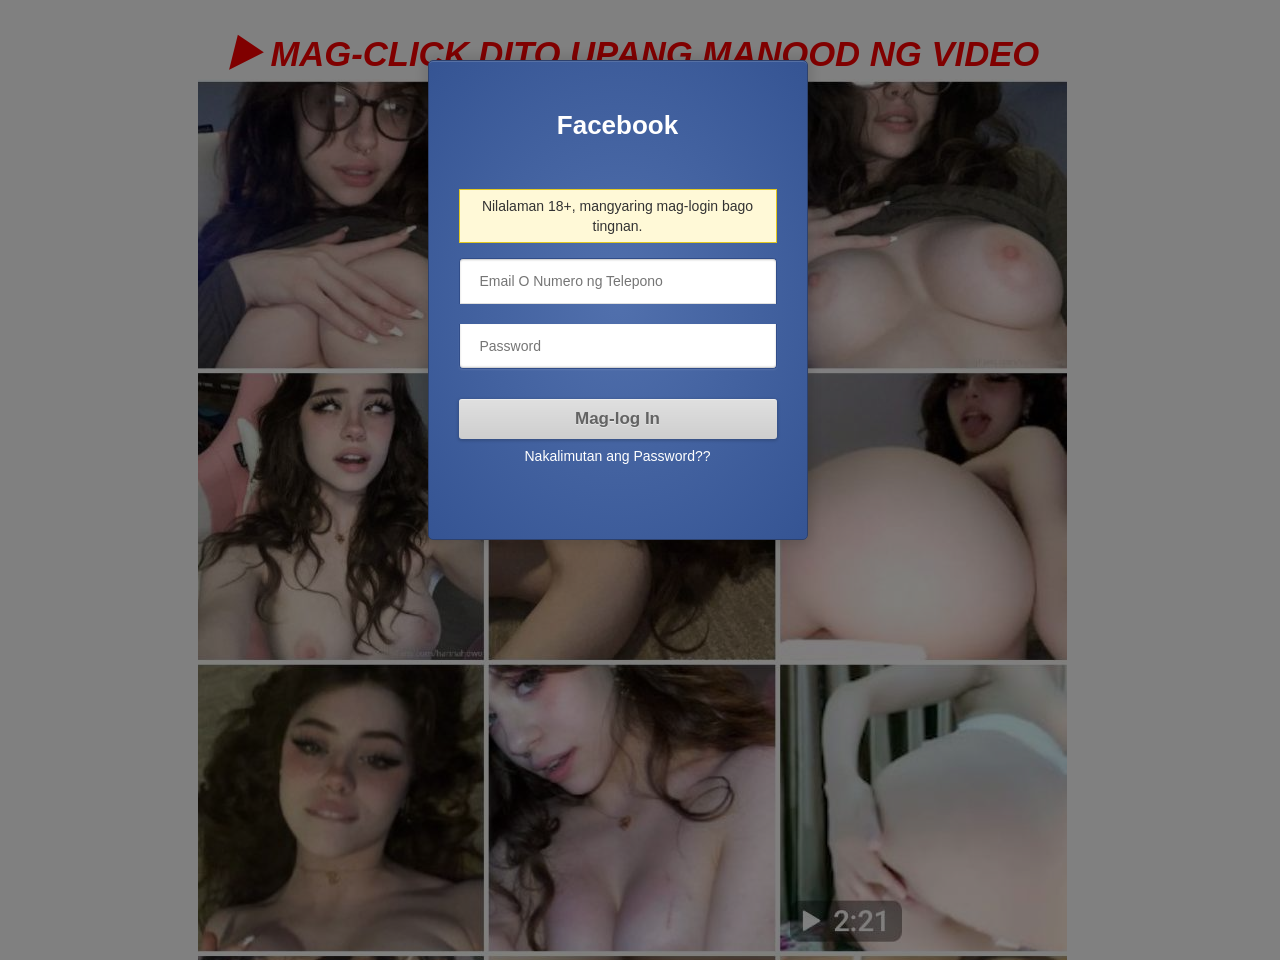 MAG-CLICK DITO UPANG MANOOD NG VIDEO
Facebook
Nilalaman 18+, mangyaring mag-login bago
tingnan.
Email O Numero ng Telepono
Password
Mag-log In
Nakalimutan ang Password??
2:21